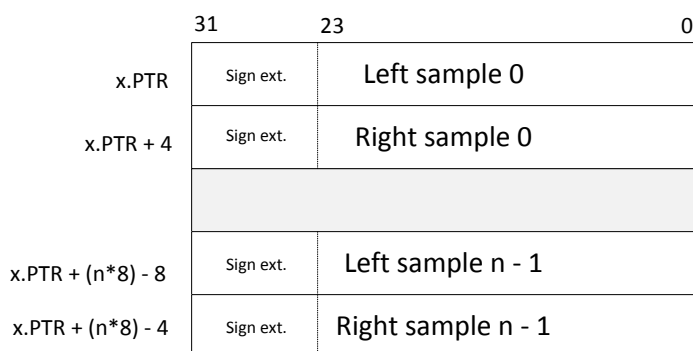 31 23 0
x.PTR Sign ext. Left sample 0
x.PTR + 4 Sign ext. Right sample 0
x.PTR + (n*8) - 8 Sign ext. Left sample n - 1
x.PTR + (n*8) - 4 Sign ext. Right sample n - 1